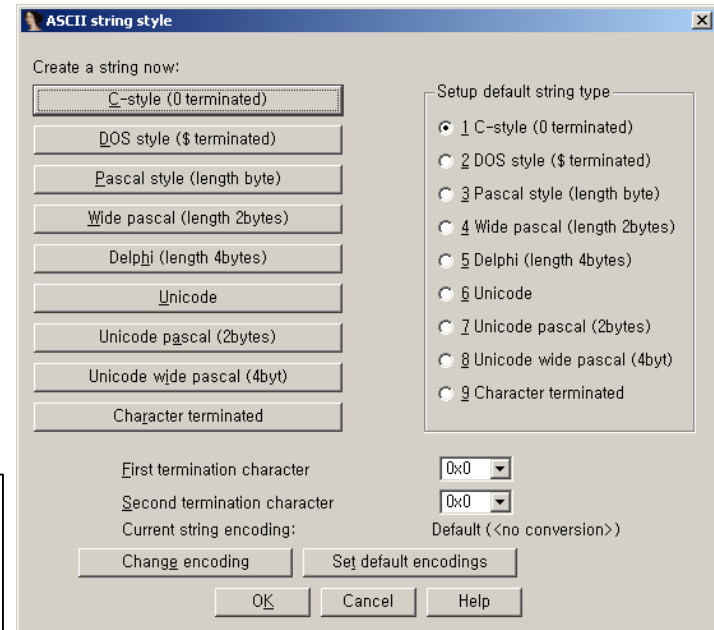 ASCII string style
Create a string now:
C-style (0 terminated)
DOS style ($ terminated)
Pascal style (length byte)
Wide pascal (length 2bytes)
Delphi (length 4bytes)
Unicode
Unicode pascal (2bytes)
Unicode wide pascal (4byt)
Character terminated
Setup default string type
1 C-style (0 terminated)
2 DOS style ($ terminated)
3 Pascal style (length byte)
4 Wide pascal (length 2bytes)
5 Delphi (length 4bytes)
6 Unicode
7 Unicode pascal (2bytes)
8 Unicode wide pascal (4byt)
9 Character terminated
First termination character 0x0
Second termination character 0x0
Current string encoding: Default (<no conversion>)
Change encoding Set default encodings
OK Cancel Help